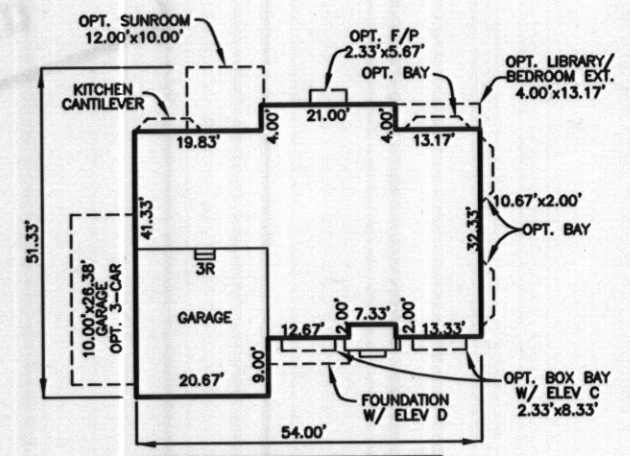 OPT. SUNROOM
12.00'x10.00'
OPT. F/P
2.33'x5.67'
OPT. BAY
OPT. LIBRARY/
BEDROOM EXT.
4.00'x13.17'
KITCHEN
CANTILEVER
19.83'
4.00'
21.00'
4.00'
13.17'
51.33'
41.33'
10.67'x2.00'
32.33'
OPT. BAY
3R
GARAGE
10.00'x26.38'
GARAGE
OPT. 3-CAR
12.67'
2.00'
7.33'
2.00'
13.33'
20.67'
9.00'
FOUNDATION
W/ ELEV D
OPT. BOX BAY
W/ ELEV C
2.33'x8.33'
54.00'